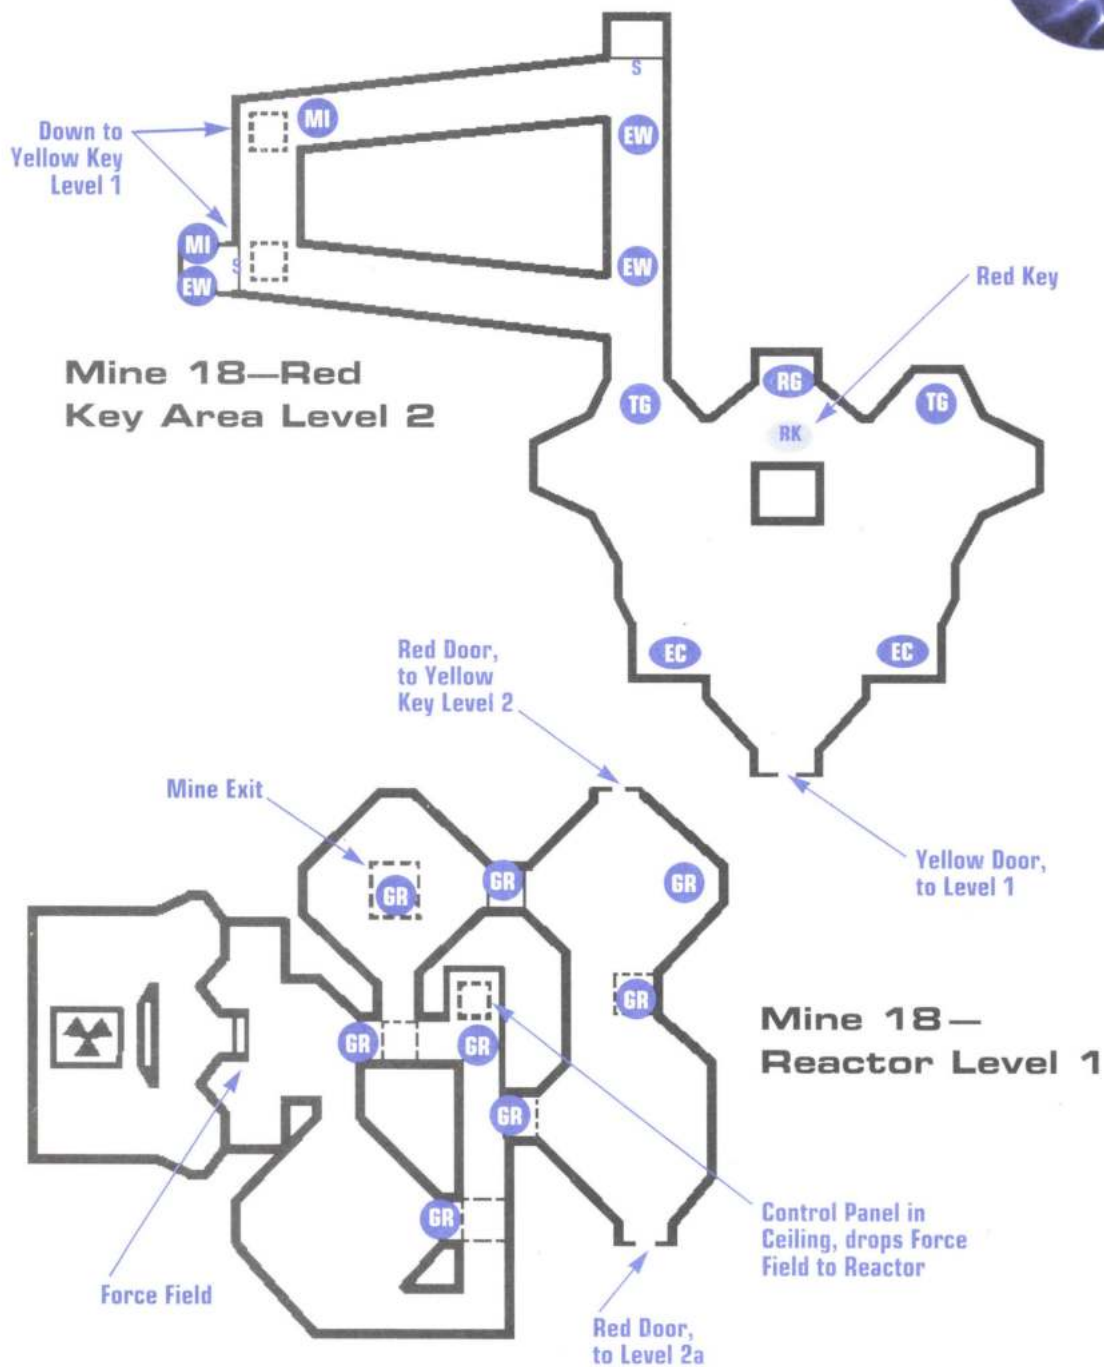 S
MI
EW
Down to
Yellow Key
Level 1
MI
S
EW
EW
Red Key
Mine 18—Red
Key Area Level 2
TG
RG
TG
RK
EC
EC
Red Door,
to Yellow
Key Level 2
Mine Exit
Yellow Door,
to Level 1
GR
GR
GR
GR
Mine 18—
Reactor Level 1
GR
GR
GR
GR
Control Panel in
Ceiling, drops Force
Field to Reactor
Force Field
Red Door,
to Level 2a